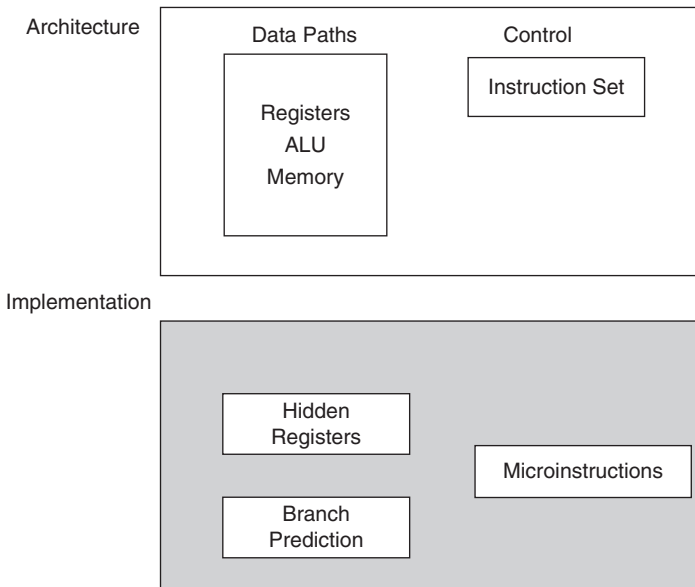 Architecture
Data Paths
Control
Registers
ALU
Memory
Instruction Set
Implementation
Hidden
Registers
Microinstructions
Branch
Prediction